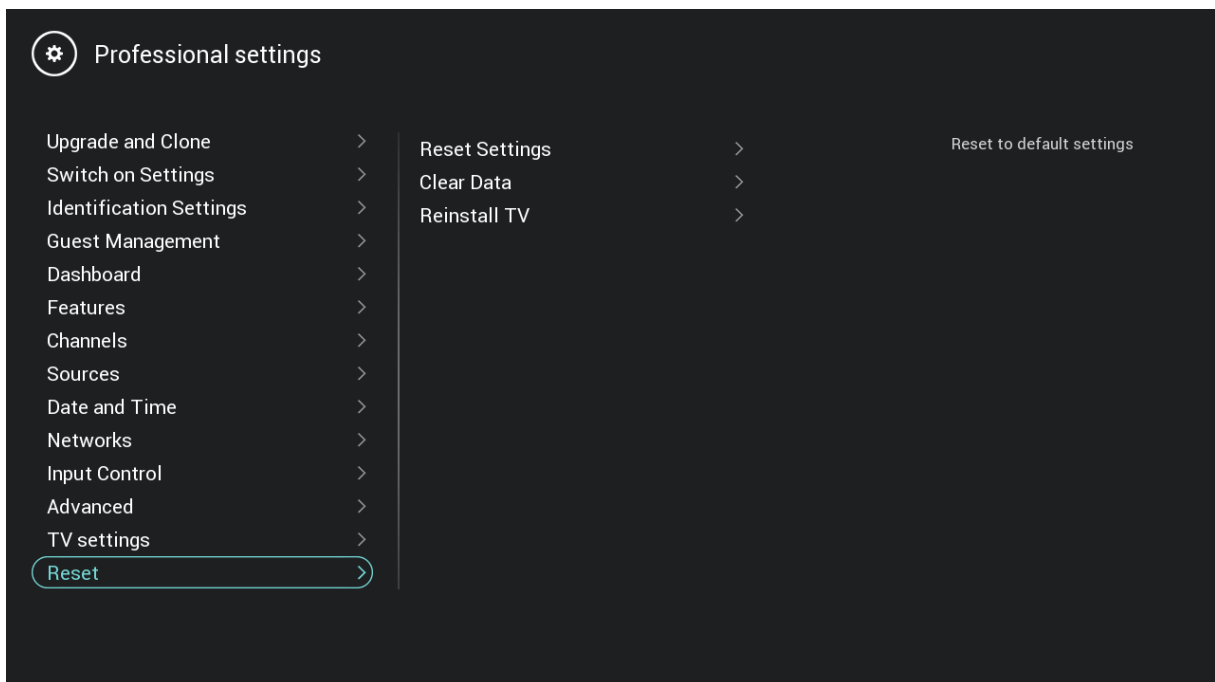 Professional settings
Upgrade and Clone
Switch on Settings
Identification Settings
Guest Management
Dashboard
Features
Channels
Sources
Date and Time
Networks
Input Control
Advanced
TV settings
Reset
Reset Settings
Clear Data
Reinstall TV
Reset to default settings